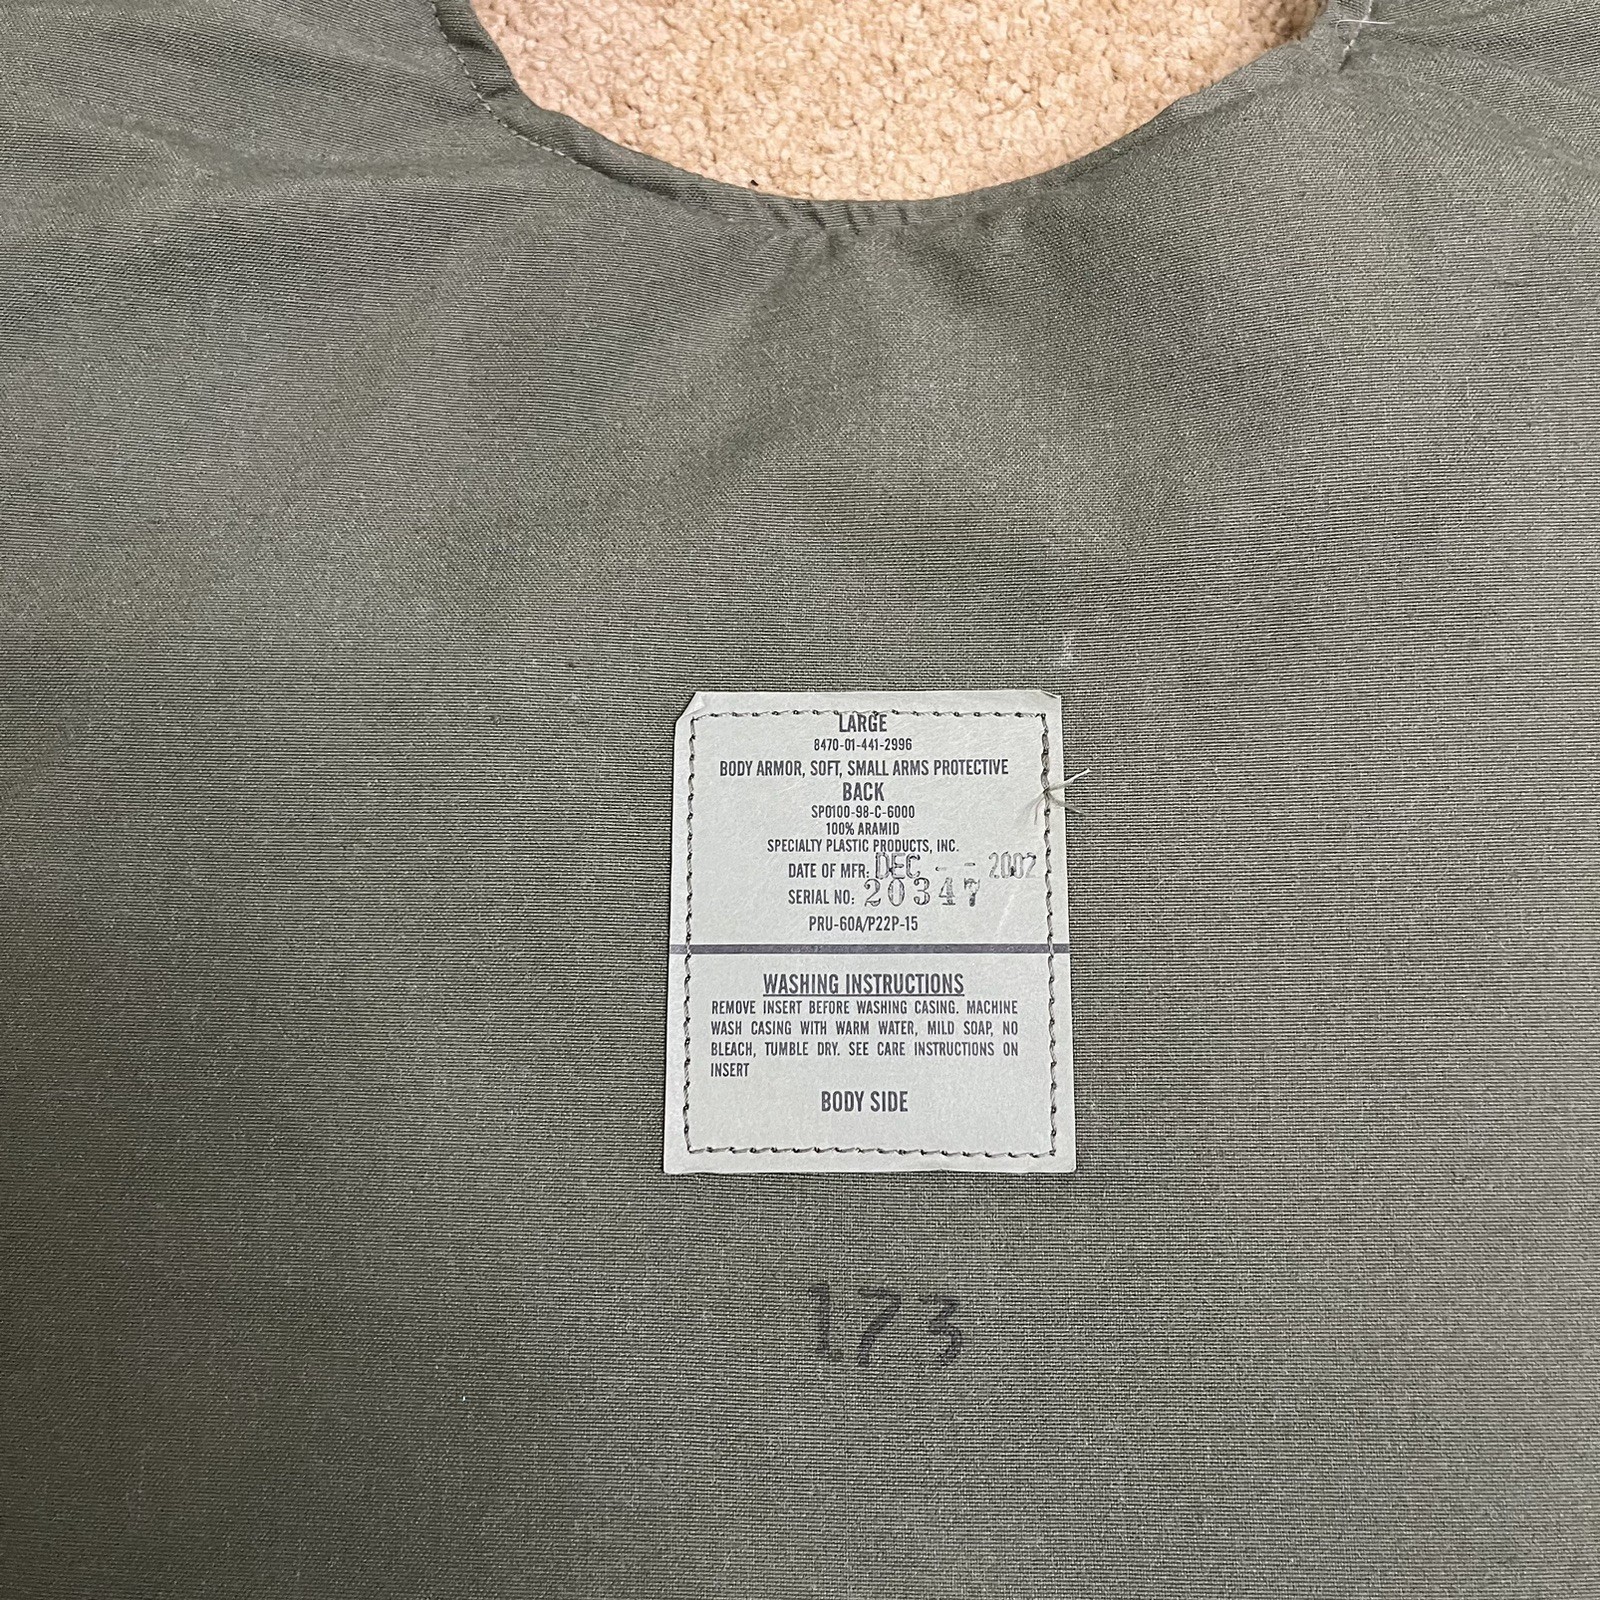 LARGE
8470-01-441-2996
BODY ARMOR, SOFT, SMALL ARMS PROTECTIVE
BACK
SP0100-98-C-6000
100% ARAMID
SPECIALTY PLASTIC PRODUCTS, INC.
DATE OF MFR: DEC -- 2002
SERIAL NO: 20347
PRU-60A/P22P-15
WASHING INSTRUCTIONS
REMOVE INSERT BEFORE WASHING CASING. MACHINE
WASH CASING WITH WARM WATER, MILD SOAP, NO
BLEACH, TUMBLE DRY. SEE CARE INSTRUCTIONS ON
INSERT
BODY SIDE
173